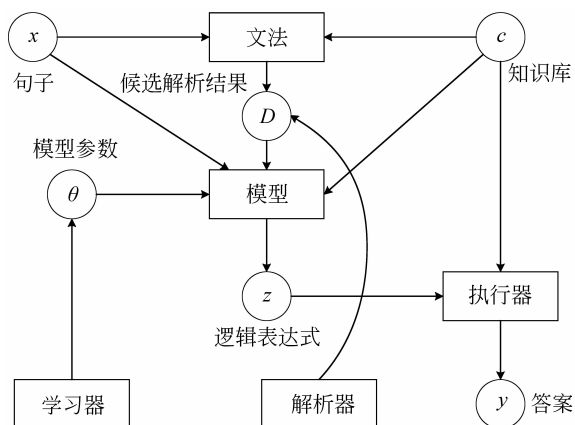 x
文法
c
句子
候选解析结果
知识库
D
模型参数
θ
模型
z
执行器
逻辑表达式
学习器
解析器
y
答案